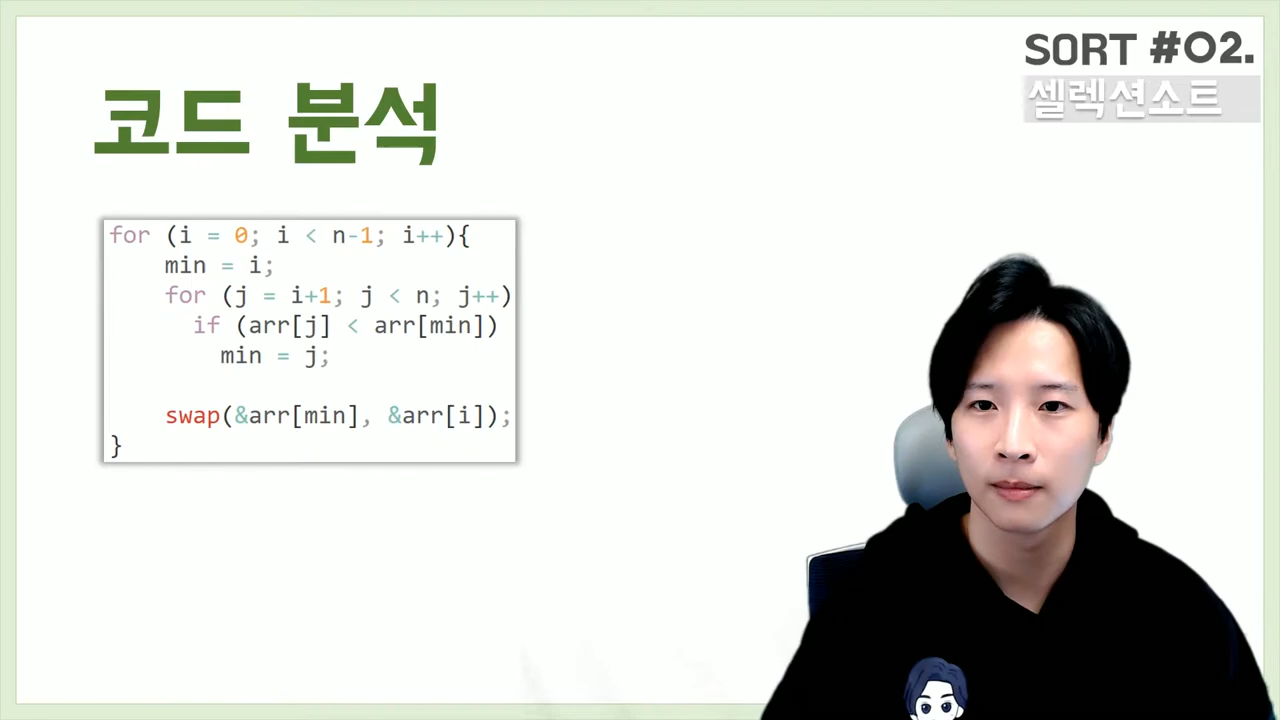 SORT #02.
셀렉션소트
코드 분석
for (i = 0; i < n-1; i++){
    min = i;
    for (j = i+1; j < n; j++)
      if (arr[j] < arr[min])
        min = j;
    swap(&arr[min], &arr[i]);
}